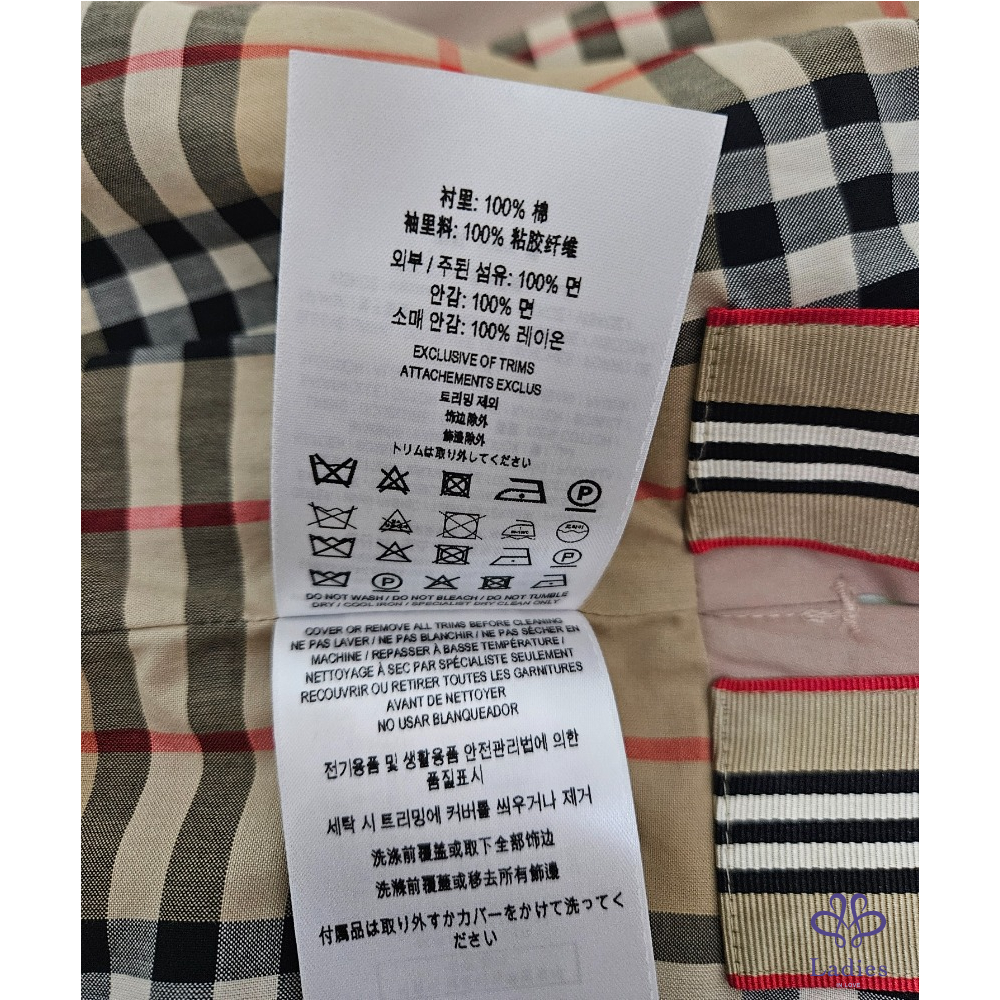 衬里: 100% 棉
袖里料: 100% 粘胶纤维
외부 / 주된 섬유: 100% 면
안감: 100% 면
소매 안감: 100% 레이온
EXCLUSIVE OF TRIMS
ATTACHEMENTS EXCLUS
트리밍 제외
饰边除外
飾邊除外
トリムは取り外してください
P
드라이
P
P
DO NOT WASH / DO NOT BLEACH / DO NOT TUMBLE
DRY / COOL IRON / SPECIALIST DRY CLEAN ONLY
COVER OR REMOVE ALL TRIMS BEFORE CLEANING
NE PAS LAVER / NE PAS BLANCHIR / NE PAS SÉCHER EN
MACHINE / REPASSER À BASSE TEMPÉRATURE /
NETTOYAGE À SEC PAR SPÉCIALISTE SEULEMENT
RECOUVRIR OU RETIRER TOUTES LES GARNITURES
AVANT DE NETTOYER
NO USAR BLANQUEADOR
전기용품 및 생활용품 안전관리법에 의한
품질표시
세탁 시 트리밍에 커버를 씌우거나 제거
洗涤前覆盖或取下全部饰边
洗滌前覆蓋或移去所有飾邊
付属品は取り外すかカバーをかけて洗ってく
ださい
Ladies
IN LOVE